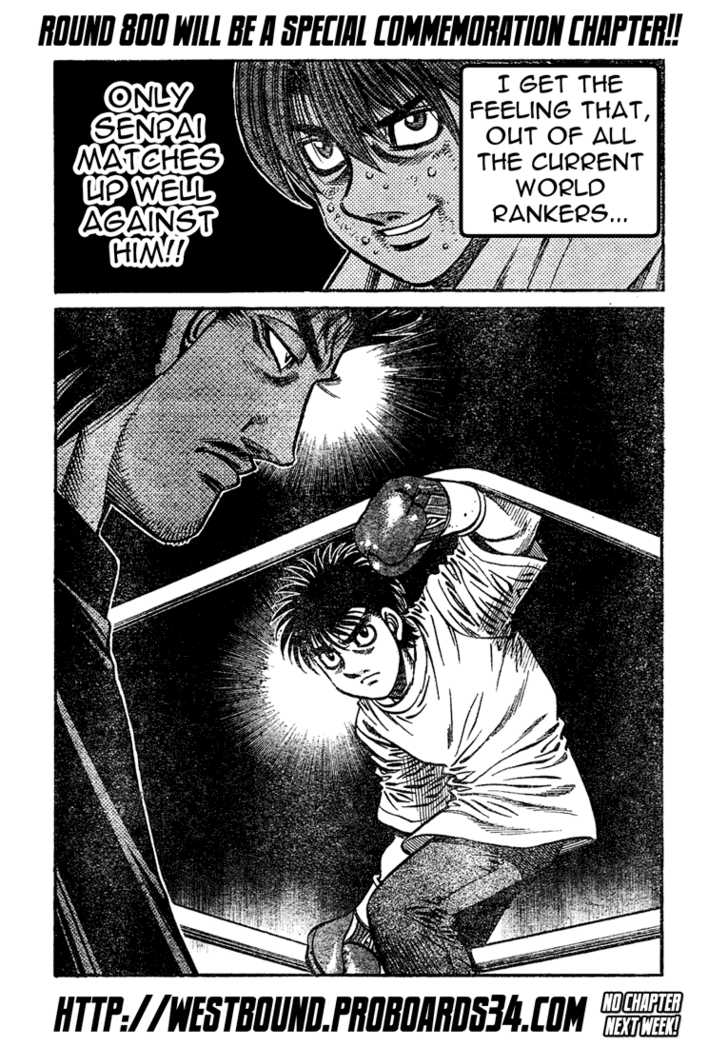 ROUND 800 WILL BE A SPECIAL COMMEMORATION CHAPTER!!
I GET THE
FEELING THAT,
OUT OF ALL
THE CURRENT
WORLD
RANKERS...
ONLY
SENPAI
MATCHES
UP WELL
AGAINST
HIM!!
HTTP://WESTBOUND.PROBOARDS34.COM
NO CHAPTER
NEXT WEEK!